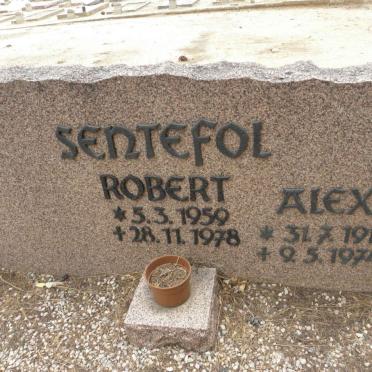 SENTEFOL
ROBERT
* 5.3.1959
+ 28.11.1978
ALEX
* 31.7.19
+ 9.5.197